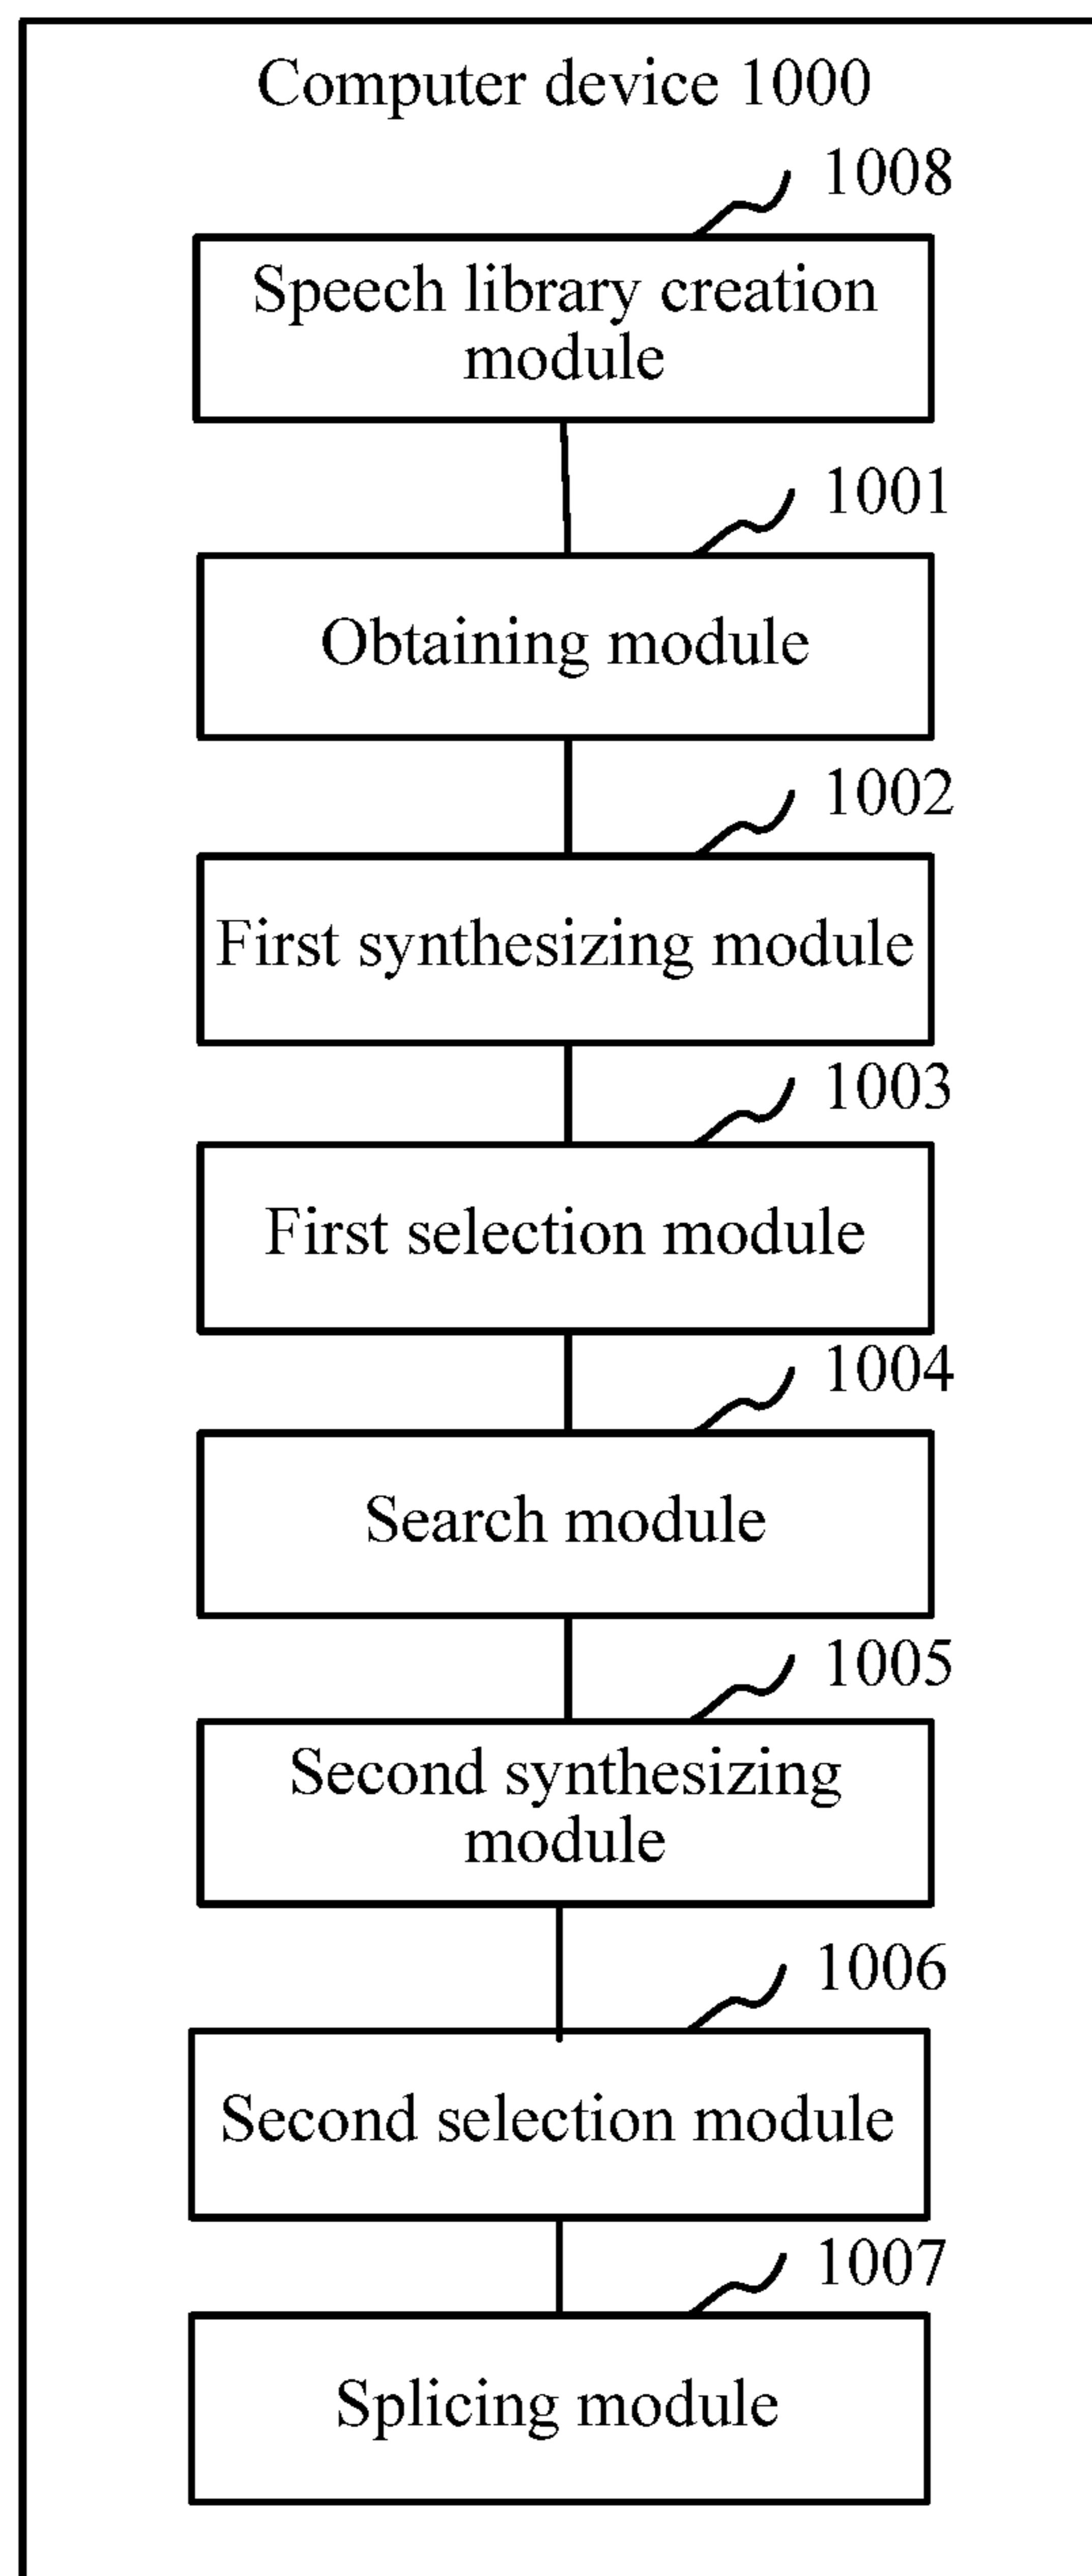 Computer device 1000
1008
Speech library creation
module
1001
Obtaining module
1002
First synthesizing module
1003
First selection module
1004
Search module
1005
Second synthesizing
module
1006
Second selection module
1007
Splicing module